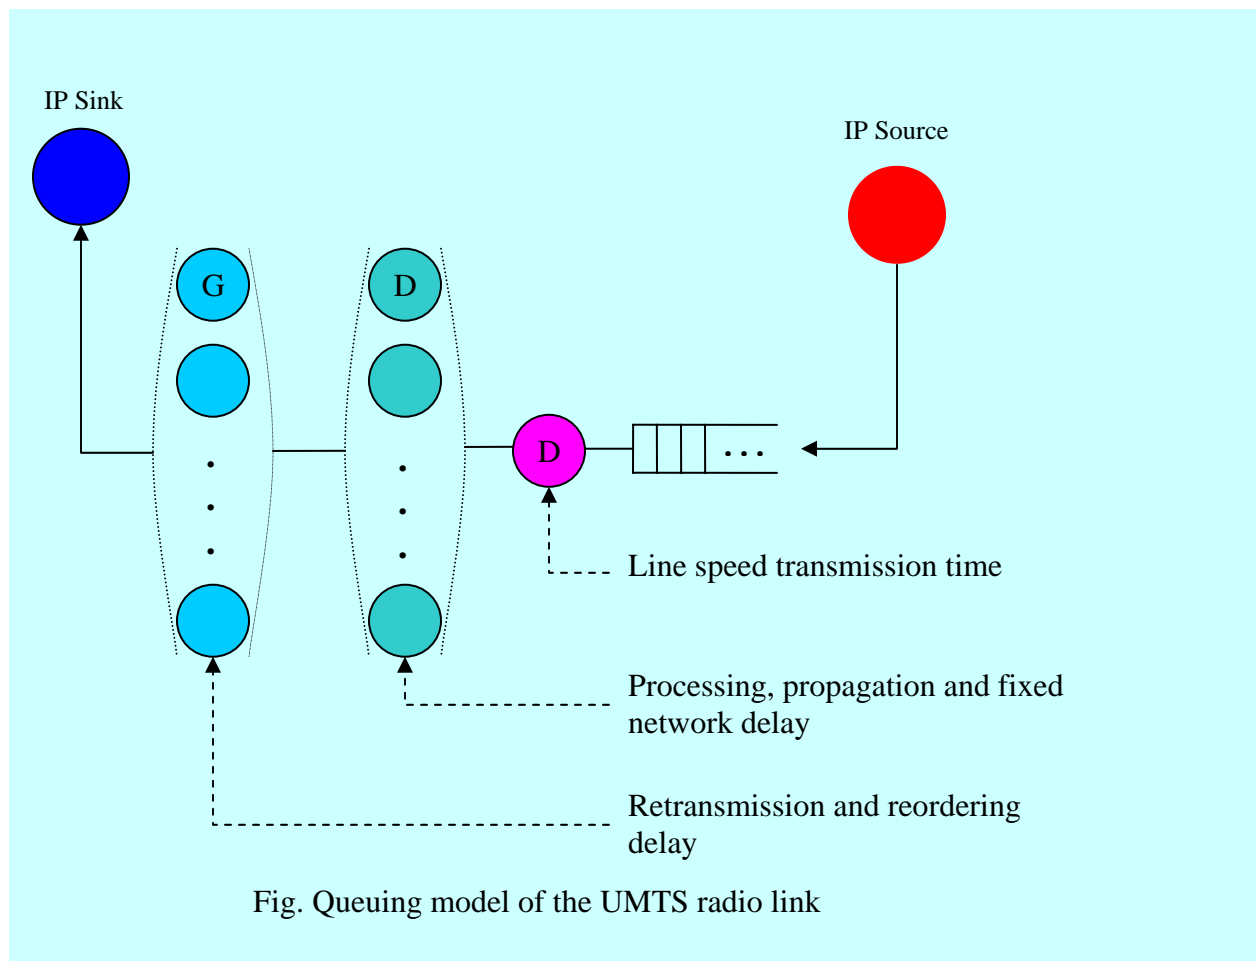 IP Sink
IP Source
G
D
D
...
Line speed transmission time
Processing, propagation and fixed
network delay
Retransmission and reordering
delay
Fig. Queuing model of the UMTS radio link